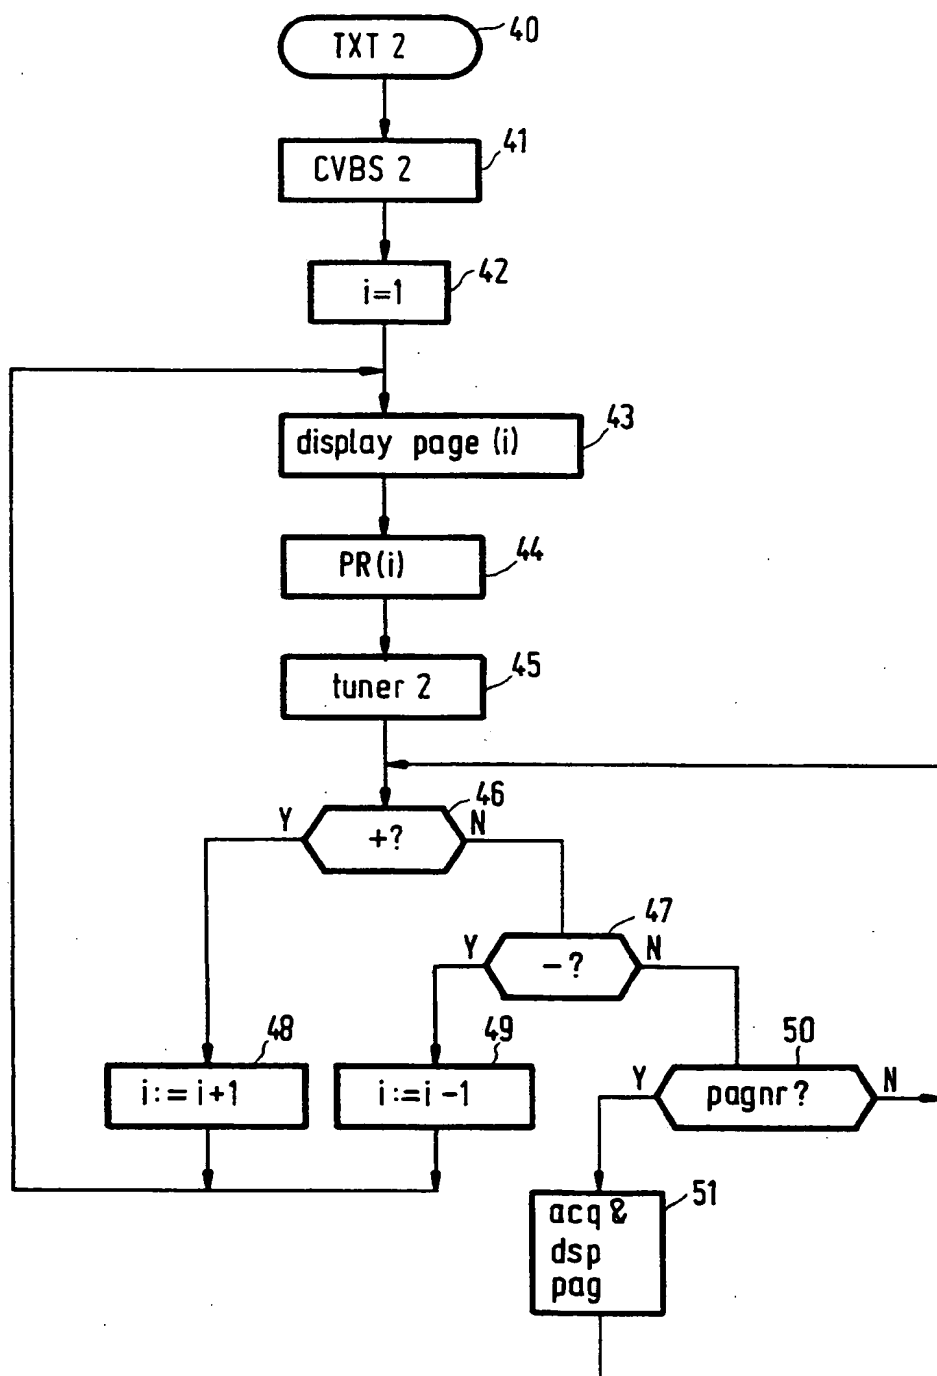 TXT 2
40
CVBS 2
41
i=1
42
display page (i)
43
PR(i)
44
tuner 2
45
Y
+?
46
N
Y
-?
47
N
i:=i+1
48
i:=i-1
49
Y
pagnr?
50
N
acq &
dsp
pag
51